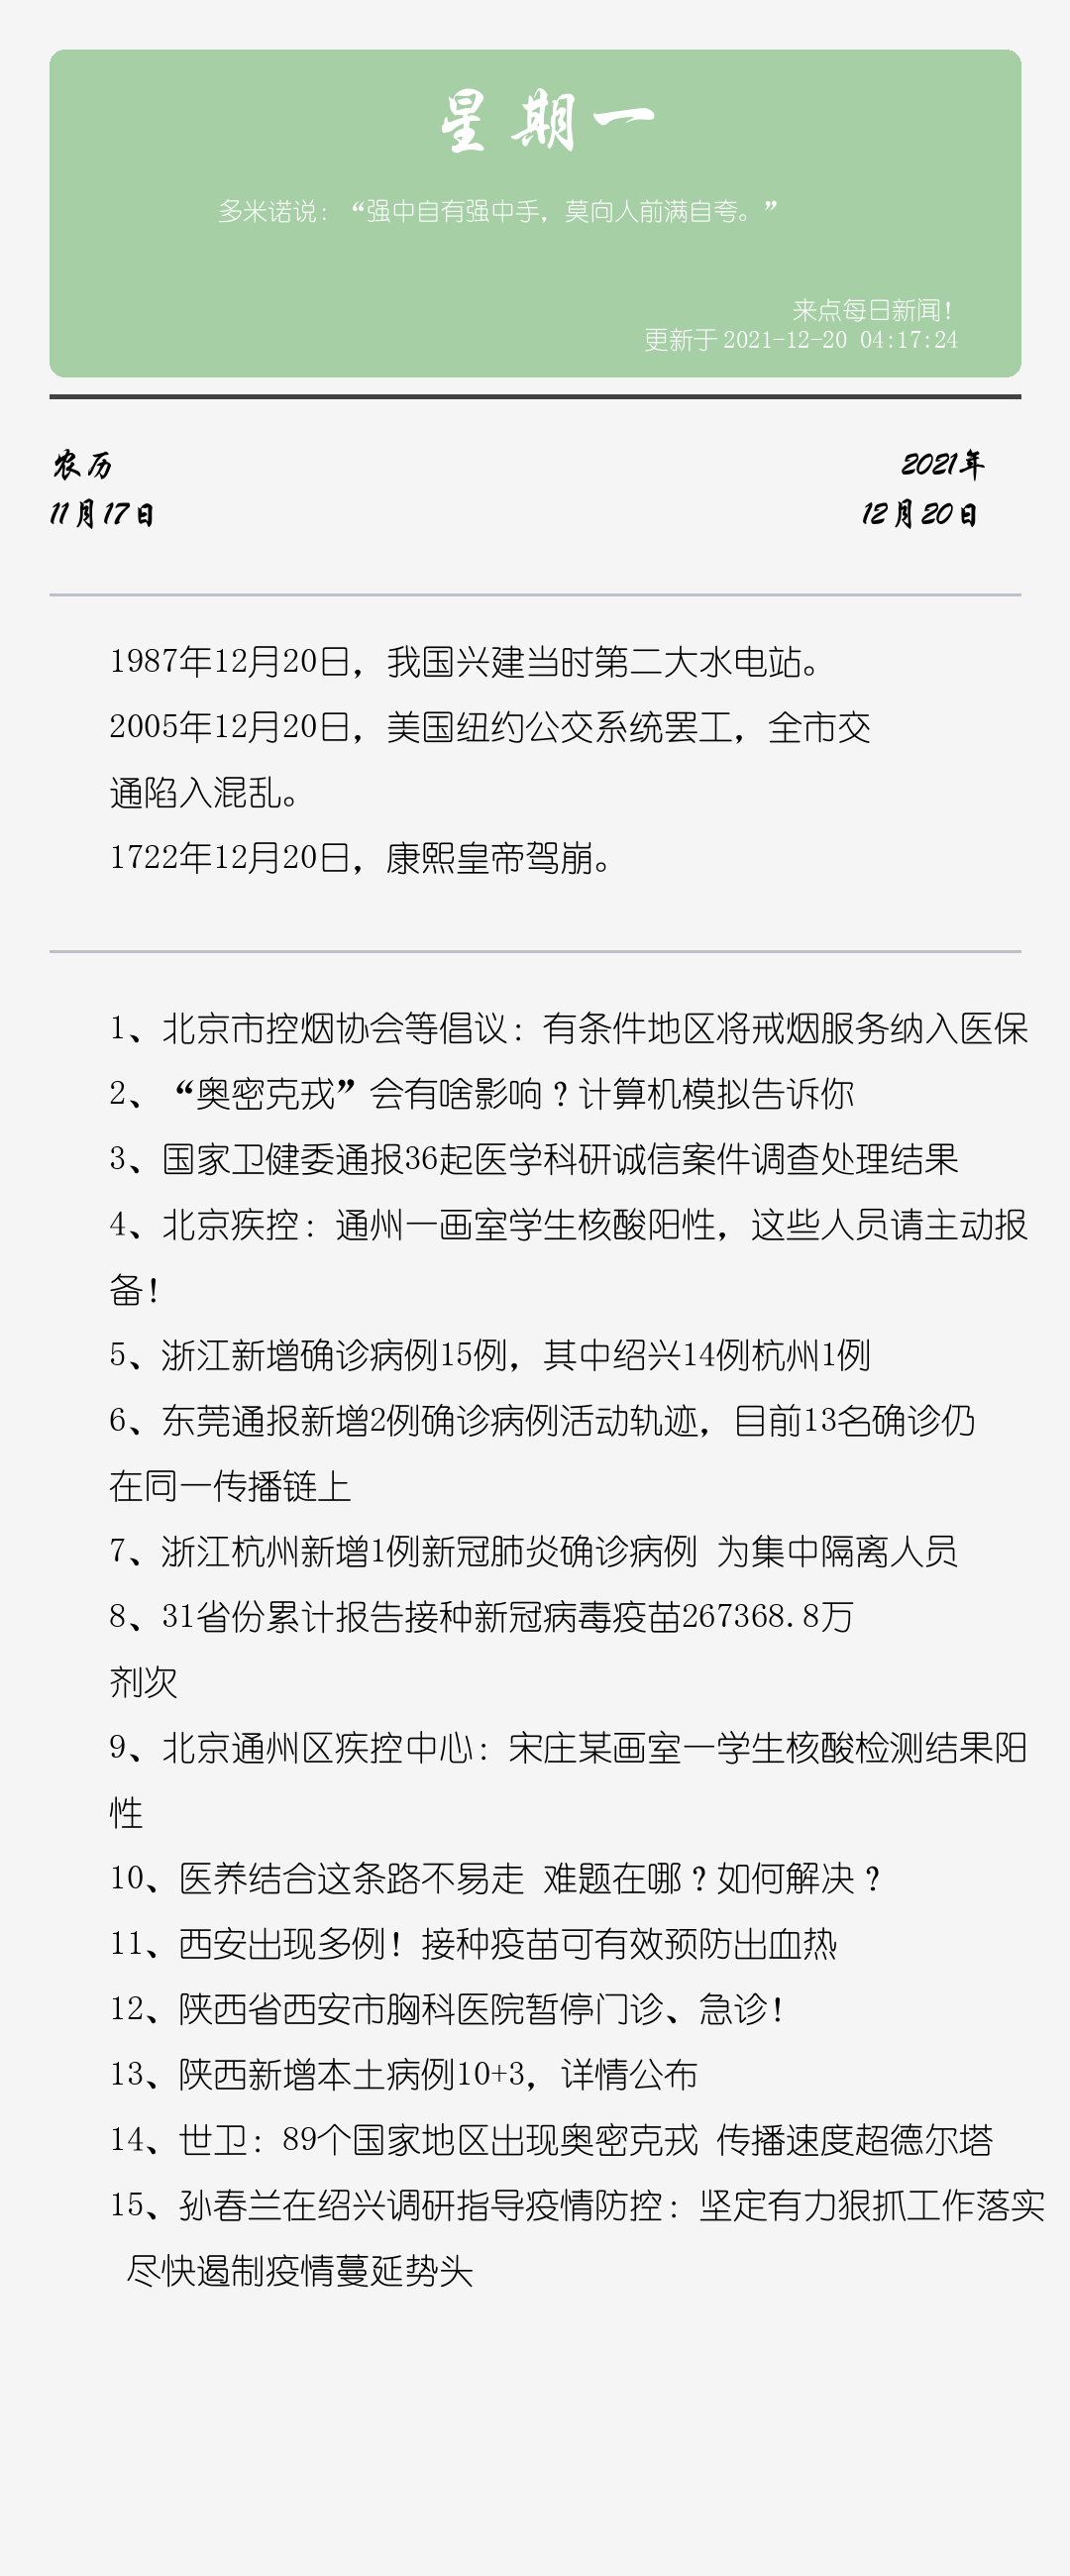 星期一
多米诺说：“强中自有强中手，莫向人前满自夸。”
来点每日新闻！
更新于 2021-12-20 04:17:24
农历
2021年
11月17日
12月20日
1987年12月20日，我国兴建当时第二大水电站。
2005年12月20日，美国纽约公交系统罢工，全市交
通陷入混乱。
1722年12月20日，康熙皇帝驾崩。
1、北京市控烟协会等倡议：有条件地区将戒烟服务纳入医保
2、“奥密克戎”会有啥影响？计算机模拟告诉你
3、国家卫健委通报36起医学科研诚信案件调查处理结果
4、北京疾控：通州一画室学生核酸阳性，这些人员请主动报
备！
5、浙江新增确诊病例15例，其中绍兴14例杭州1例
6、东莞通报新增2例确诊病例活动轨迹，目前13名确诊仍
在同一传播链上
7、浙江杭州新增1例新冠肺炎确诊病例 为集中隔离人员
8、31省份累计报告接种新冠病毒疫苗267368.8万
剂次
9、北京通州区疾控中心：宋庄某画室一学生核酸检测结果阳
性
10、医养结合这条路不易走 难题在哪？如何解决？
11、西安出现多例！接种疫苗可有效预防出血热
12、陕西省西安市胸科医院暂停门诊、急诊！
13、陕西新增本土病例10+3，详情公布
14、世卫：89个国家地区出现奥密克戎 传播速度超德尔塔
15、孙春兰在绍兴调研指导疫情防控：坚定有力狠抓工作落实
尽快遏制疫情蔓延势头